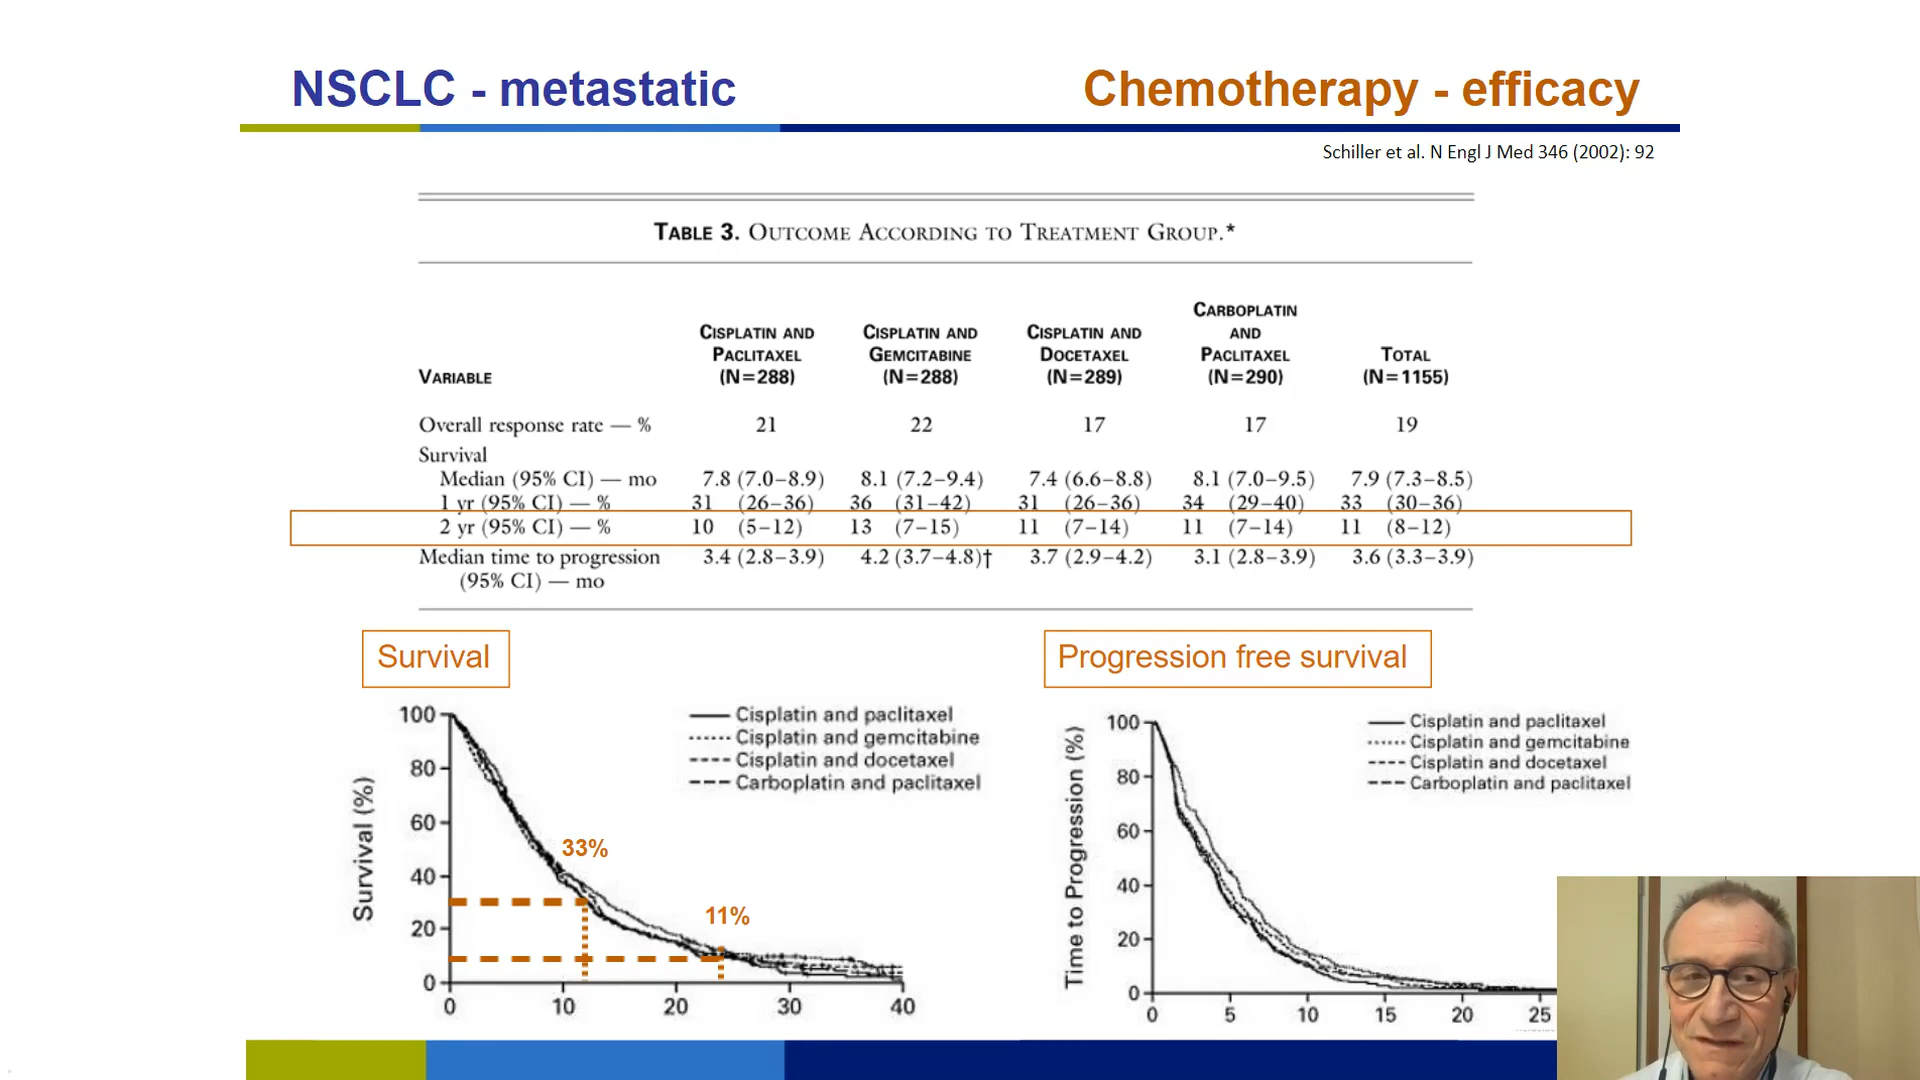 NSCLC - metastatic
Chemotherapy - efficacy
Schiller et al. N Engl J Med 346 (2002): 92
TABLE 3. OUTCOME ACCORDING TO TREATMENT GROUP.*
VARIABLE
CISPLATIN AND PACLITAXEL (N=288)
CISPLATIN AND GEMCITABINE (N=288)
CISPLATIN AND DOCETAXEL (N=289)
CARBOPLATIN AND PACLITAXEL (N=290)
TOTAL (N=1155)
Overall response rate — % 21 22 17 17 19
Survival
Median (95% CI) — mo 7.8 (7.0–8.9) 8.1 (7.2–9.4) 7.4 (6.6–8.8) 8.1 (7.0–9.5) 7.9 (7.3–8.5)
1 yr (95% CI) — % 31 (26–36) 36 (31–42) 31 (26–36) 34 (29–40) 33 (30–36)
2 yr (95% CI) — % 10 (5–12) 13 (7–15) 11 (7–14) 11 (7–14) 11 (8–12)
Median time to progression 3.4 (2.8–3.9) 4.2 (3.7–4.8)† 3.7 (2.9–4.2) 3.1 (2.8–3.9) 3.6 (3.3–3.9)
(95% CI) — mo
Survival
Survival (%)
100
80
60
40
20
0
0 10 20 30 40
Cisplatin and paclitaxel
Cisplatin and gemcitabine
Cisplatin and docetaxel
Carboplatin and paclitaxel
33%
11%
Progression free survival
Time to Progression (%)
100
80
60
40
20
0
0 5 10 15 20 25
Cisplatin and paclitaxel
Cisplatin and gemcitabine
Cisplatin and docetaxel
Carboplatin and paclitaxel